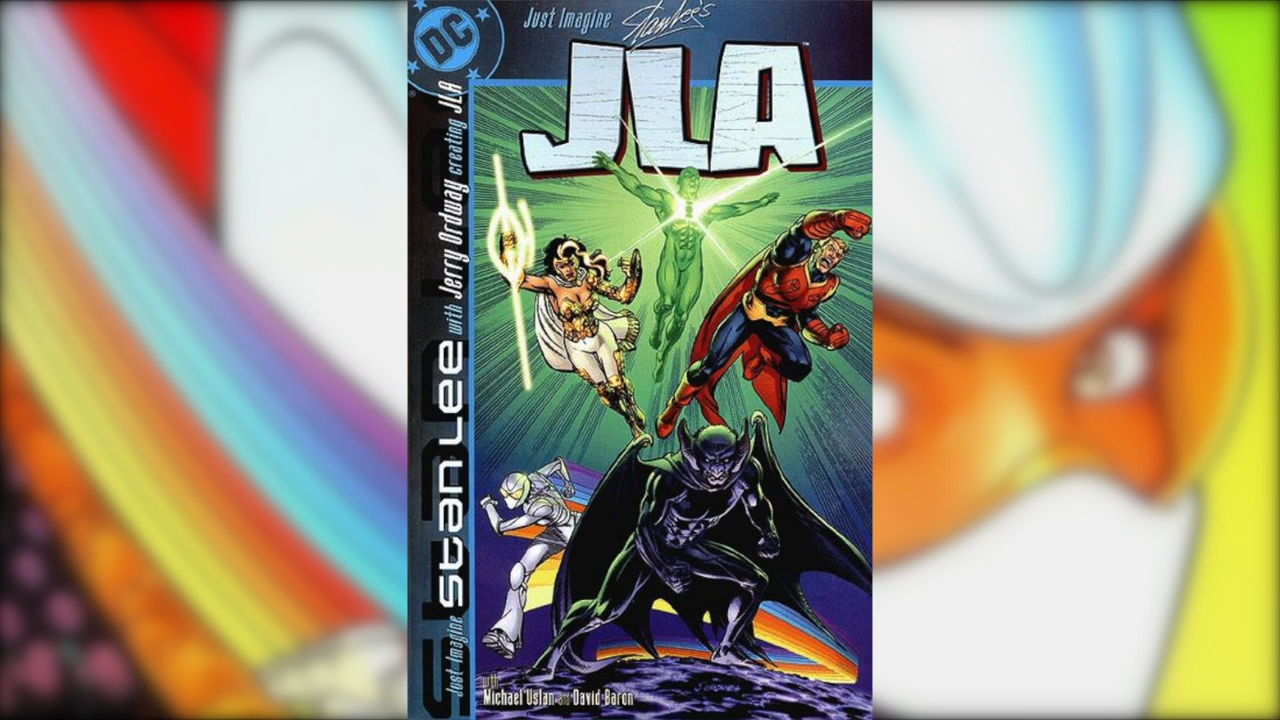 DC
Just Imagine Stan Lee's
JLA
Just Imagine stan Lee with Jerry Ordway creating JLA
with
Michael Uslan and David Baron